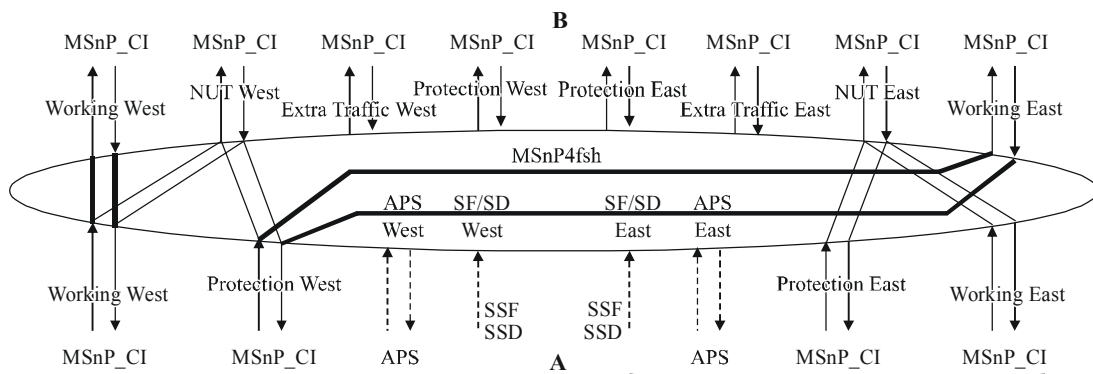 B
MSnP_CI MSnP_CI MSnP_CI MSnP_CI MSnP_CI MSnP_CI MSnP_CI MSnP_CI
Working West NUT West Extra Traffic West Protection West Protection East Extra Traffic East NUT East Working East
MSnP4fsh
APS SF/SD SF/SD APS
West West East East
Working West Protection West Protection East Working East
SSF SSF
SSD SSD
MSnP_CI MSnP_CI APS APS MSnP_CI MSnP_CI
A